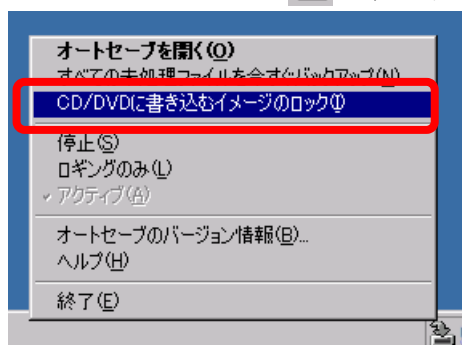 オートセーブを開く(O)
すべての未処理ファイルを今すぐバックアップ(N)
CD/DVDに書き込むイメージのロック(I)
停止(S)
ロギングのみ(L)
アクティブ(A)
オートセーブのバージョン情報(B)...
ヘルプ(H)
終了(E)